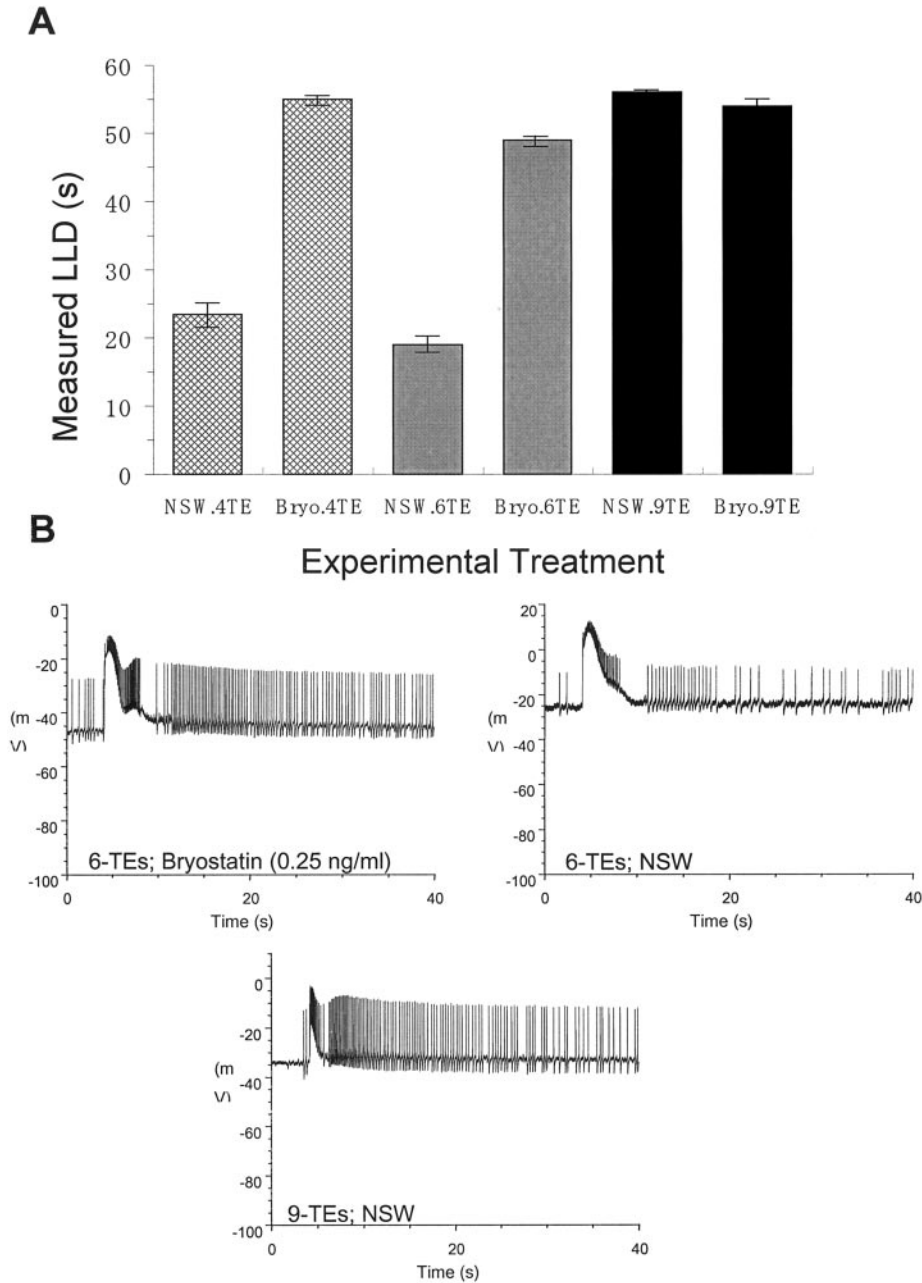 A
Measured LLD (s)
60
50
40
30
20
10
0
NSW.4TE Bryo.4TE NSW.6TE Bryo.6TE NSW.9TE Bryo.9TE
Experimental Treatment
B
0
-20
-40
(m
V)
-60
-80
-100
6-TEs; Bryostatin (0.25 ng/ml)
0 20 40
Time (s)
20
0
-20
(m
V)
-40
-60
-80
-100
6-TEs; NSW
0 20 40
Time (s)
0
-20
(m
V)
-40
-60
-80
-100
9-TEs; NSW
0 20 40
Time (s)